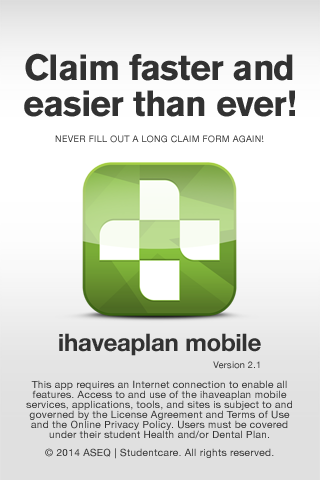 Claim faster and
easier than ever!
NEVER FILL OUT A LONG CLAIM FORM AGAIN!
ihaveaplan mobile
Version 2.1
This app requires an Internet connection to enable all
features. Access to and use of the ihaveaplan mobile
services, applications, tools, and sites is subject to and
governed by the License Agreement and Terms of Use
and the Online Privacy Policy. Users must be covered
under their student Health and/or Dental Plan.
© 2014 ASEQ | Studentcare. All rights reserved.